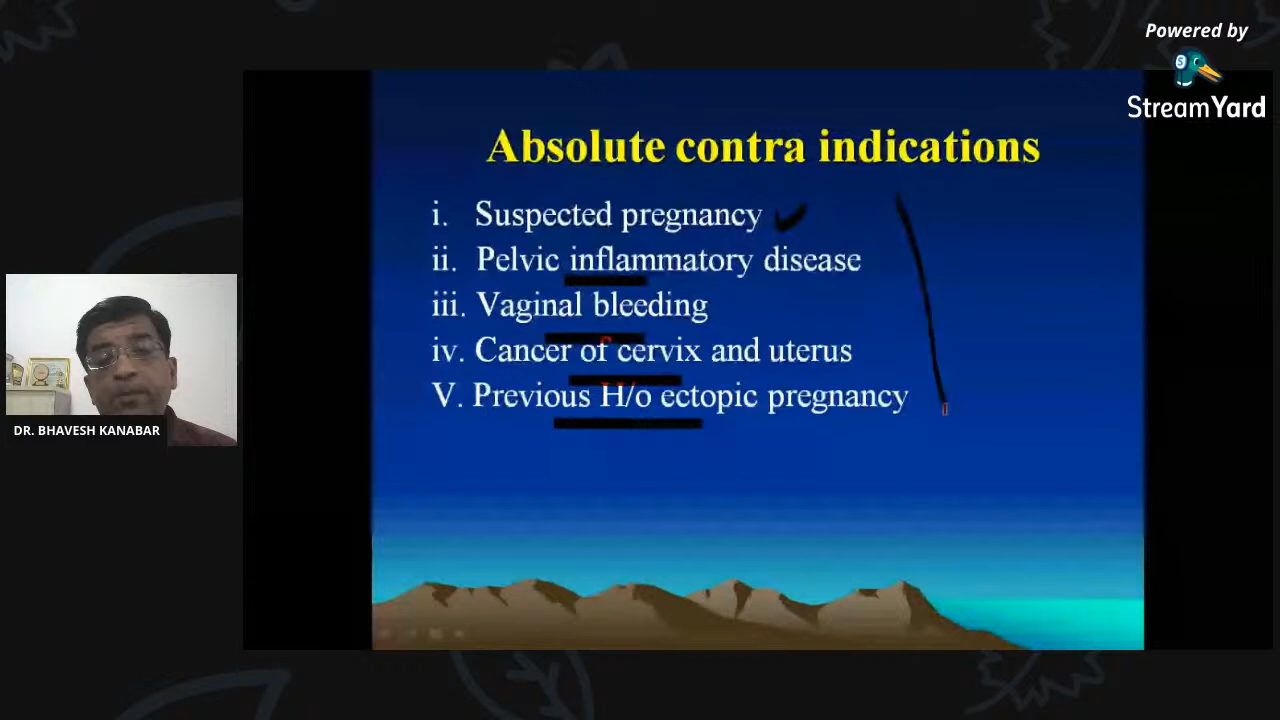 Powered by
StreamYard
Absolute contra indications
i. Suspected pregnancy
ii. Pelvic inflammatory disease
iii. Vaginal bleeding
iv. Cancer of cervix and uterus
V. Previous H/o ectopic pregnancy
DR. BHAVESH KANABAR